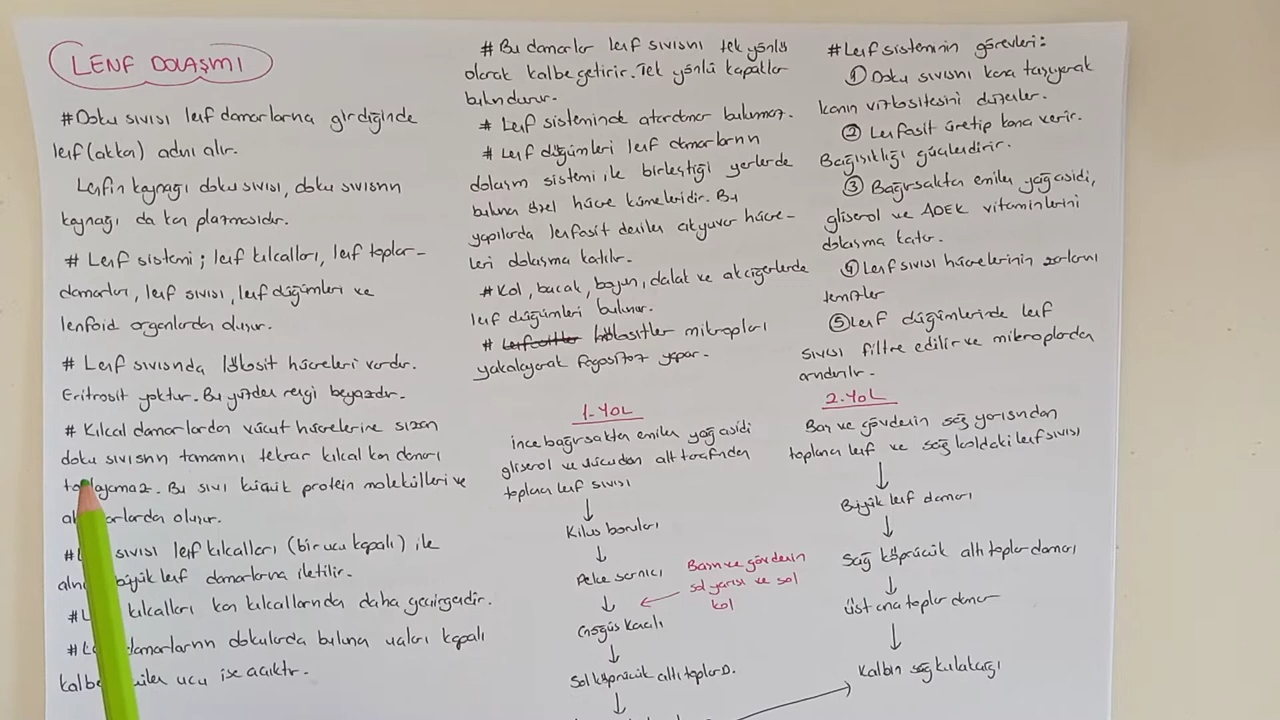 LENF DOLAŞIMI
#Doku sıvısı lenf damarlarına girdiğinde
lenf (akkan) adını alır.
Lenfin kaynağı doku sıvısı, doku sıvısının
kaynağı da kan plazmasıdır.
# Lenf sistemi; lenf kılcalları, lenf toplar-
damarları, lenf sıvısı, lenf düğümleri ve
lenfoid organlardan oluşur.
# Lenf sıvısında lökosit hücreleri vardır.
Eritrosit yoktur. Bu yüzden rengi beyazdır.
# Kılcal damarlardan vücut hücrelerine sızan
doku sıvısının tamamını tekrar kılcal kan damarı
toplayamaz. Bu sıvı küçük protein molekülleri ve
oluşur.
sıvısı lenf kılcalları (bir ucu kapalı) ile
büyük lenf damarlarına iletilir.
kılcalları kan kılcallarından daha geçirgendir.
damarlarının dokularda bulunan uçları kapalı
ucu ise açıktır.
# Bu damarlar lenf sıvısını tek yönlü
olarak kalbe getirir. Tek yönlü kapaklar
bulundurur.
# Lenf sisteminde atardamar bulunmaz.
# Lenf düğümleri lenf damarlarının
dolaşım sistemi ile birleştiği yerlerde
bulunan özel hücre kümeleridir. Bu
yapılarda lenfosit denilen akyuvar hücre-
leri dolaşıma katılır.
#Kol, bacak, boyun, dalak ve akciğerlerde
lenf düğümleri bulunur.
# lökositler mikropları
yakalayarak fagositoz yapar.
1. YOL
İnce bağırsaktan emilen yağ asidi
gliserol ve vücudun alt tarafından
toplanan lenf sıvısı
↓
Kilus boruları
↓
Peke sarnıcı
↓
Göğüs kanalı
↓
Sol köprücük altı toplar D.
↓
Başın ve gövdenin
sol yarısı ve sol
kol
#Lenf sisteminin görevleri:
① Doku sıvısını kana taşıyarak
kanın vizkositesini düzenler.
② Lenfosit üretip kana verir.
Bağışıklığı güçlendirir.
③ Bağırsaktan emilen yağ asidi,
gliserol ve ADEK vitaminlerini
dolaşıma katar.
④ Lenf sıvısı hücrelerinin zarlarını
temizler
⑤ Lenf düğümlerinde lenf
sıvısı filtre edilir ve mikroplardan
arındırılır.
2. YOL
Baş ve gövdenin sağ yarısından
toplanan lenf ve sağ koldaki lenf sıvısı
↓
Büyük lenf damarı
↓
Sağ köprücük altı toplar damarı
↓
üst ana toplar damar
↓
Kalbin sağ kulakçığı